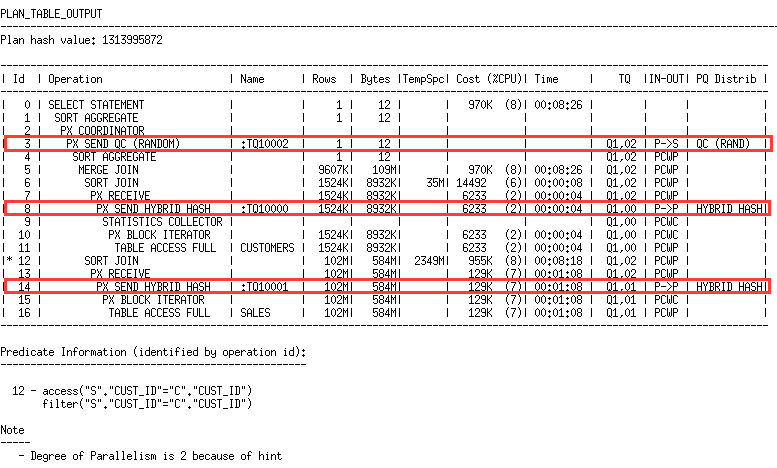 PLAN_TABLE_OUTPUT
--------------------------------------------------------------------------------------------------------------------------------
Plan hash value: 1313995872
--------------------------------------------------------------------------------------------------------------------------------
| Id  | Operation                    | Name      | Rows  | Bytes |TempSpc| Cost (%CPU)| Time     |    TQ  |IN-OUT| PQ Distrib |
--------------------------------------------------------------------------------------------------------------------------------
|   0 | SELECT STATEMENT             |           |     1 |    12 |       |   970K  (8)| 00:08:26 |        |      |            |
|   1 |  SORT AGGREGATE              |           |     1 |    12 |       |            |          |        |      |            |
|   2 |   PX COORDINATOR             |           |       |       |       |            |          |        |      |            |
|   3 |    PX SEND QC (RANDOM)       | :TQ10002  |     1 |    12 |       |            |          |  Q1,02 | P->S | QC (RAND)  |
|   4 |     SORT AGGREGATE           |           |     1 |    12 |       |            |          |  Q1,02 | PCWP |            |
|   5 |      MERGE JOIN              |           |  9607K|   109M|       |   970K  (8)| 00:08:26 |  Q1,02 | PCWP |            |
|   6 |       SORT JOIN              |           |  1524K|  8932K|    35M| 14492   (6)| 00:00:08 |  Q1,02 | PCWP |            |
|   7 |        PX RECEIVE            |           |  1524K|  8932K|       |  6233   (2)| 00:00:04 |  Q1,02 | PCWP |            |
|   8 |         PX SEND HYBRID HASH  | :TQ10000  |  1524K|  8932K|       |  6233   (2)| 00:00:04 |  Q1,00 | P->P | HYBRID HASH|
|   9 |          STATISTICS COLLECTOR|           |       |       |       |            |          |  Q1,00 | PCWC |            |
|  10 |           PX BLOCK ITERATOR  |           |  1524K|  8932K|       |  6233   (2)| 00:00:04 |  Q1,00 | PCWC |            |
|  11 |            TABLE ACCESS FULL | CUSTOMERS |  1524K|  8932K|       |  6233   (2)| 00:00:04 |  Q1,00 | PCWP |            |
|* 12 |       SORT JOIN              |           |   102M|   584M|  2349M|   955K  (8)| 00:08:18 |  Q1,02 | PCWP |            |
|  13 |        PX RECEIVE            |           |   102M|   584M|       |   129K  (7)| 00:01:08 |  Q1,02 | PCWP |            |
|  14 |         PX SEND HYBRID HASH  | :TQ10001  |   102M|   584M|       |   129K  (7)| 00:01:08 |  Q1,01 | P->P | HYBRID HASH|
|  15 |          PX BLOCK ITERATOR   |           |   102M|   584M|       |   129K  (7)| 00:01:08 |  Q1,01 | PCWC |            |
|  16 |           TABLE ACCESS FULL  | SALES     |   102M|   584M|       |   129K  (7)| 00:01:08 |  Q1,01 | PCWP |            |
--------------------------------------------------------------------------------------------------------------------------------
Predicate Information (identified by operation id):
---------------------------------------------------
12 - access("S"."CUST_ID"="C"."CUST_ID")
filter("S"."CUST_ID"="C"."CUST_ID")
Note
-----
- Degree of Parallelism is 2 because of hint